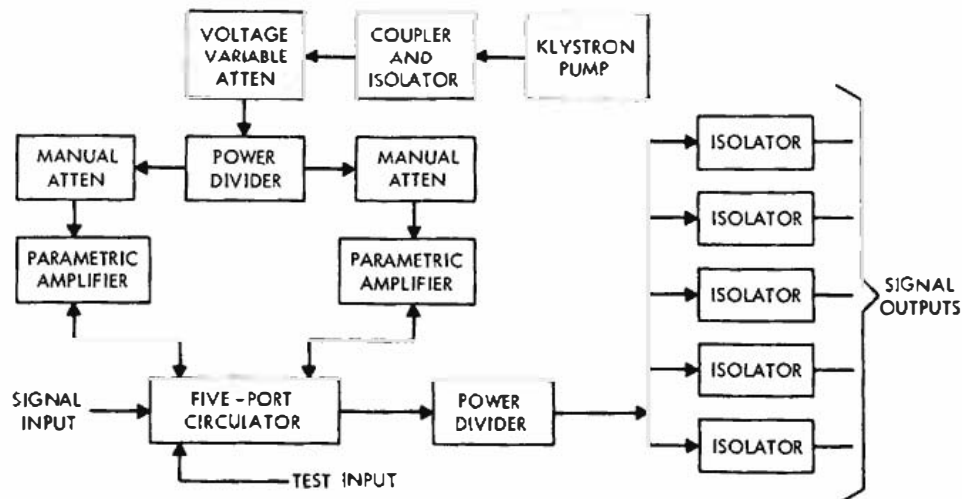 VOLTAGE
VARIABLE
ATTEN
COUPLER
AND
ISOLATOR
KLYSTRON
PUMP
MANUAL
ATTEN
POWER
DIVIDER
MANUAL
ATTEN
PARAMETRIC
AMPLIFIER
PARAMETRIC
AMPLIFIER
SIGNAL
INPUT
FIVE-PORT
CIRCULATOR
POWER
DIVIDER
TEST INPUT
ISOLATOR
ISOLATOR
ISOLATOR
ISOLATOR
ISOLATOR
SIGNAL
OUTPUTS